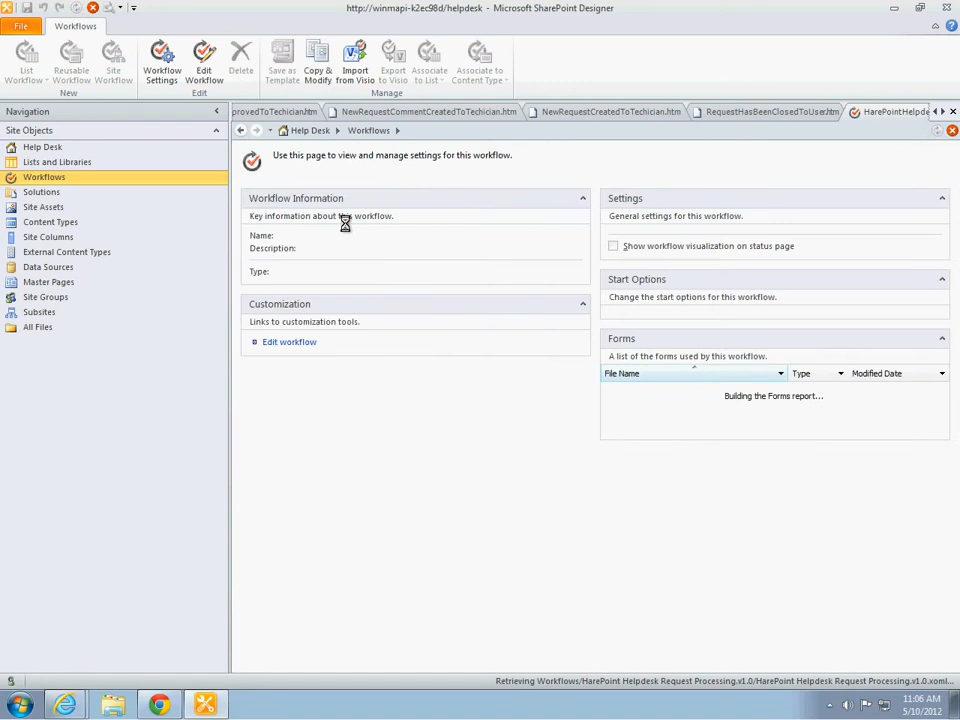 http://winmapi-k2ec98d/helpdesk - Microsoft SharePoint Designer
File
Workflows
List
Workflow
Reusable
Workflow
Site
Workflow
New
Workflow
Settings
Edit
Workflow
Delete
Edit
Save as
Template
Copy &
Modify
Import
from Visio
Export
to Visio
Associate
to List
Associate to
Content Type
Manage
Navigation
Site Objects
Help Desk
Lists and Libraries
Workflows
Solutions
Site Assets
Content Types
Site Columns
External Content Types
Data Sources
Master Pages
Site Groups
Subsites
All Files
provedToTechician.htm
NewRequestCommentCreatedToTechician.htm
NewRequestCreatedToTechician.htm
RequestHasBeenClosedToUser.htm
HarePointHelpde
Help Desk
Workflows
Use this page to view and manage settings for this workflow.
Workflow Information
Key information about this workflow.
Name:
Description:
Type:
Customization
Links to customization tools.
Edit workflow
Settings
General settings for this workflow.
Show workflow visualization on status page
Start Options
Change the start options for this workflow.
Forms
A list of the forms used by this workflow.
File Name Type Modified Date
Building the Forms report...
Retrieving Workflows/HarePoint Helpdesk Request Processing.v1.0/HarePoint Helpdesk Request Processing.v1.0.xoml...
11:06 AM
5/10/2012